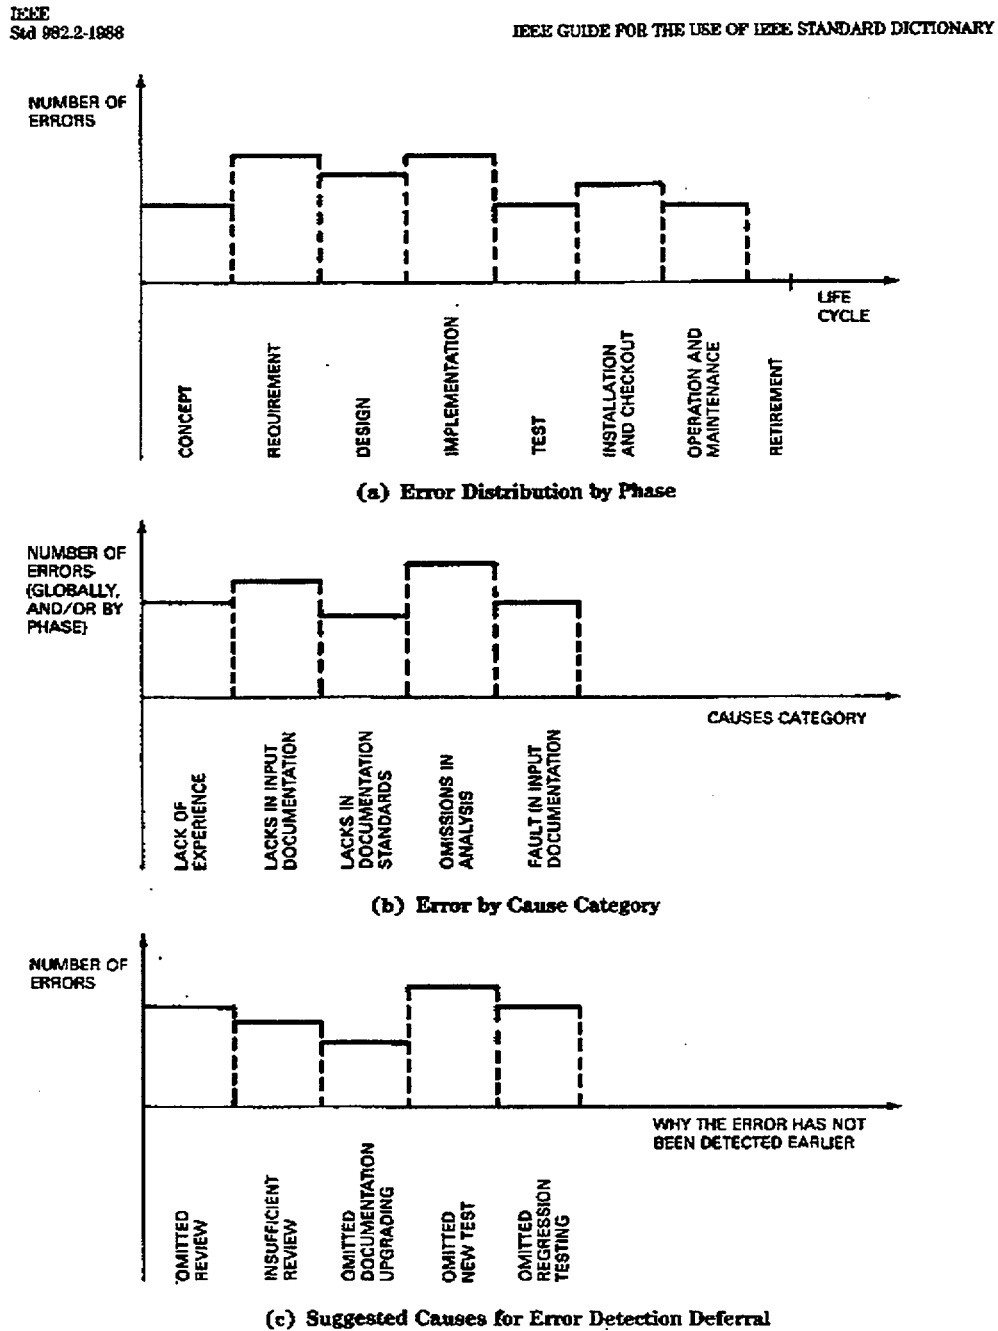 IEEE
Std 982.2-1988
IEEE GUIDE FOR THE USE OF IEEE STANDARD DICTIONARY
NUMBER OF
ERRORS
LIFE
CYCLE
CONCEPT
REQUIREMENT
DESIGN
IMPLEMENTATION
TEST
INSTALLATION
AND CHECKOUT
OPERATION AND
MAINTENANCE
RETIREMENT
(a) Error Distribution by Phase
NUMBER OF
ERRORS
(GLOBALLY,
AND/OR BY
PHASE)
CAUSES CATEGORY
LACK OF
EXPERIENCE
LACKS IN INPUT
DOCUMENTATION
LACKS IN
DOCUMENTATION
STANDARDS
OMISSIONS IN
ANALYSIS
FAULT IN INPUT
DOCUMENTATION
(b) Error by Cause Category
NUMBER OF
ERRORS
WHY THE ERROR HAS NOT
BEEN DETECTED EARLIER
OMITTED
REVIEW
INSUFFICIENT
REVIEW
OMITTED
DOCUMENTATION
UPGRADING
OMITTED
NEW TEST
OMITTED
REGRESSION
TESTING
(c) Suggested Causes for Error Detection Deferral